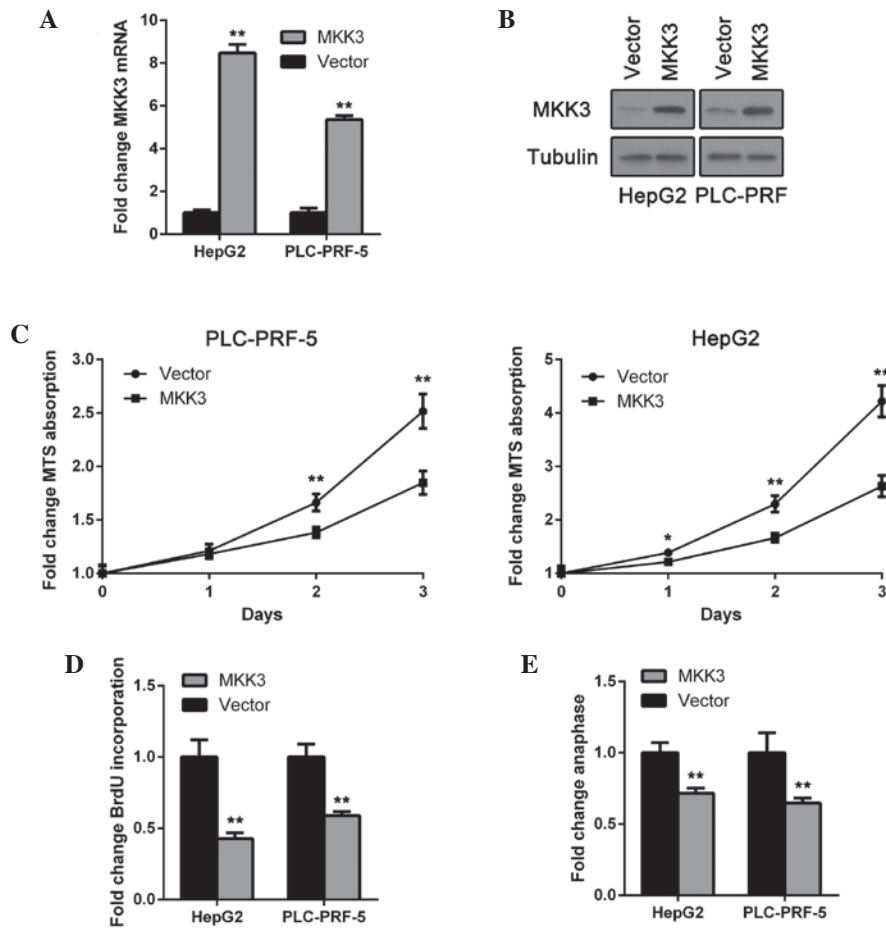 A
Fold change MKK3 mRNA
10
8
6
4
2
0
MKK3
Vector
**
**
HepG2
PLC-PRF-5
B
Vector
MKK3
Vector
MKK3
MKK3
Tubulin
HepG2 PLC-PRF
C
PLC-PRF-5
Fold change MTS absorption
3.0
2.5
2.0
1.5
1.0
Vector
MKK3
**
**
0 1 2 3
Days
HepG2
Fold change MTS absorption
5
4
2
1
Vector
MKK3
**
**
*
0 1 2 3
Days
D
Fold change BrdU incorporation
1.5
1.0
0.5
0.0
MKK3
Vector
**
**
HepG2
PLC-PRF-5
E
Fold change anaphase
1.5
1.0
0.5
0.0
MKK3
Vector
**
**
HepG2
PLC-PRF-5